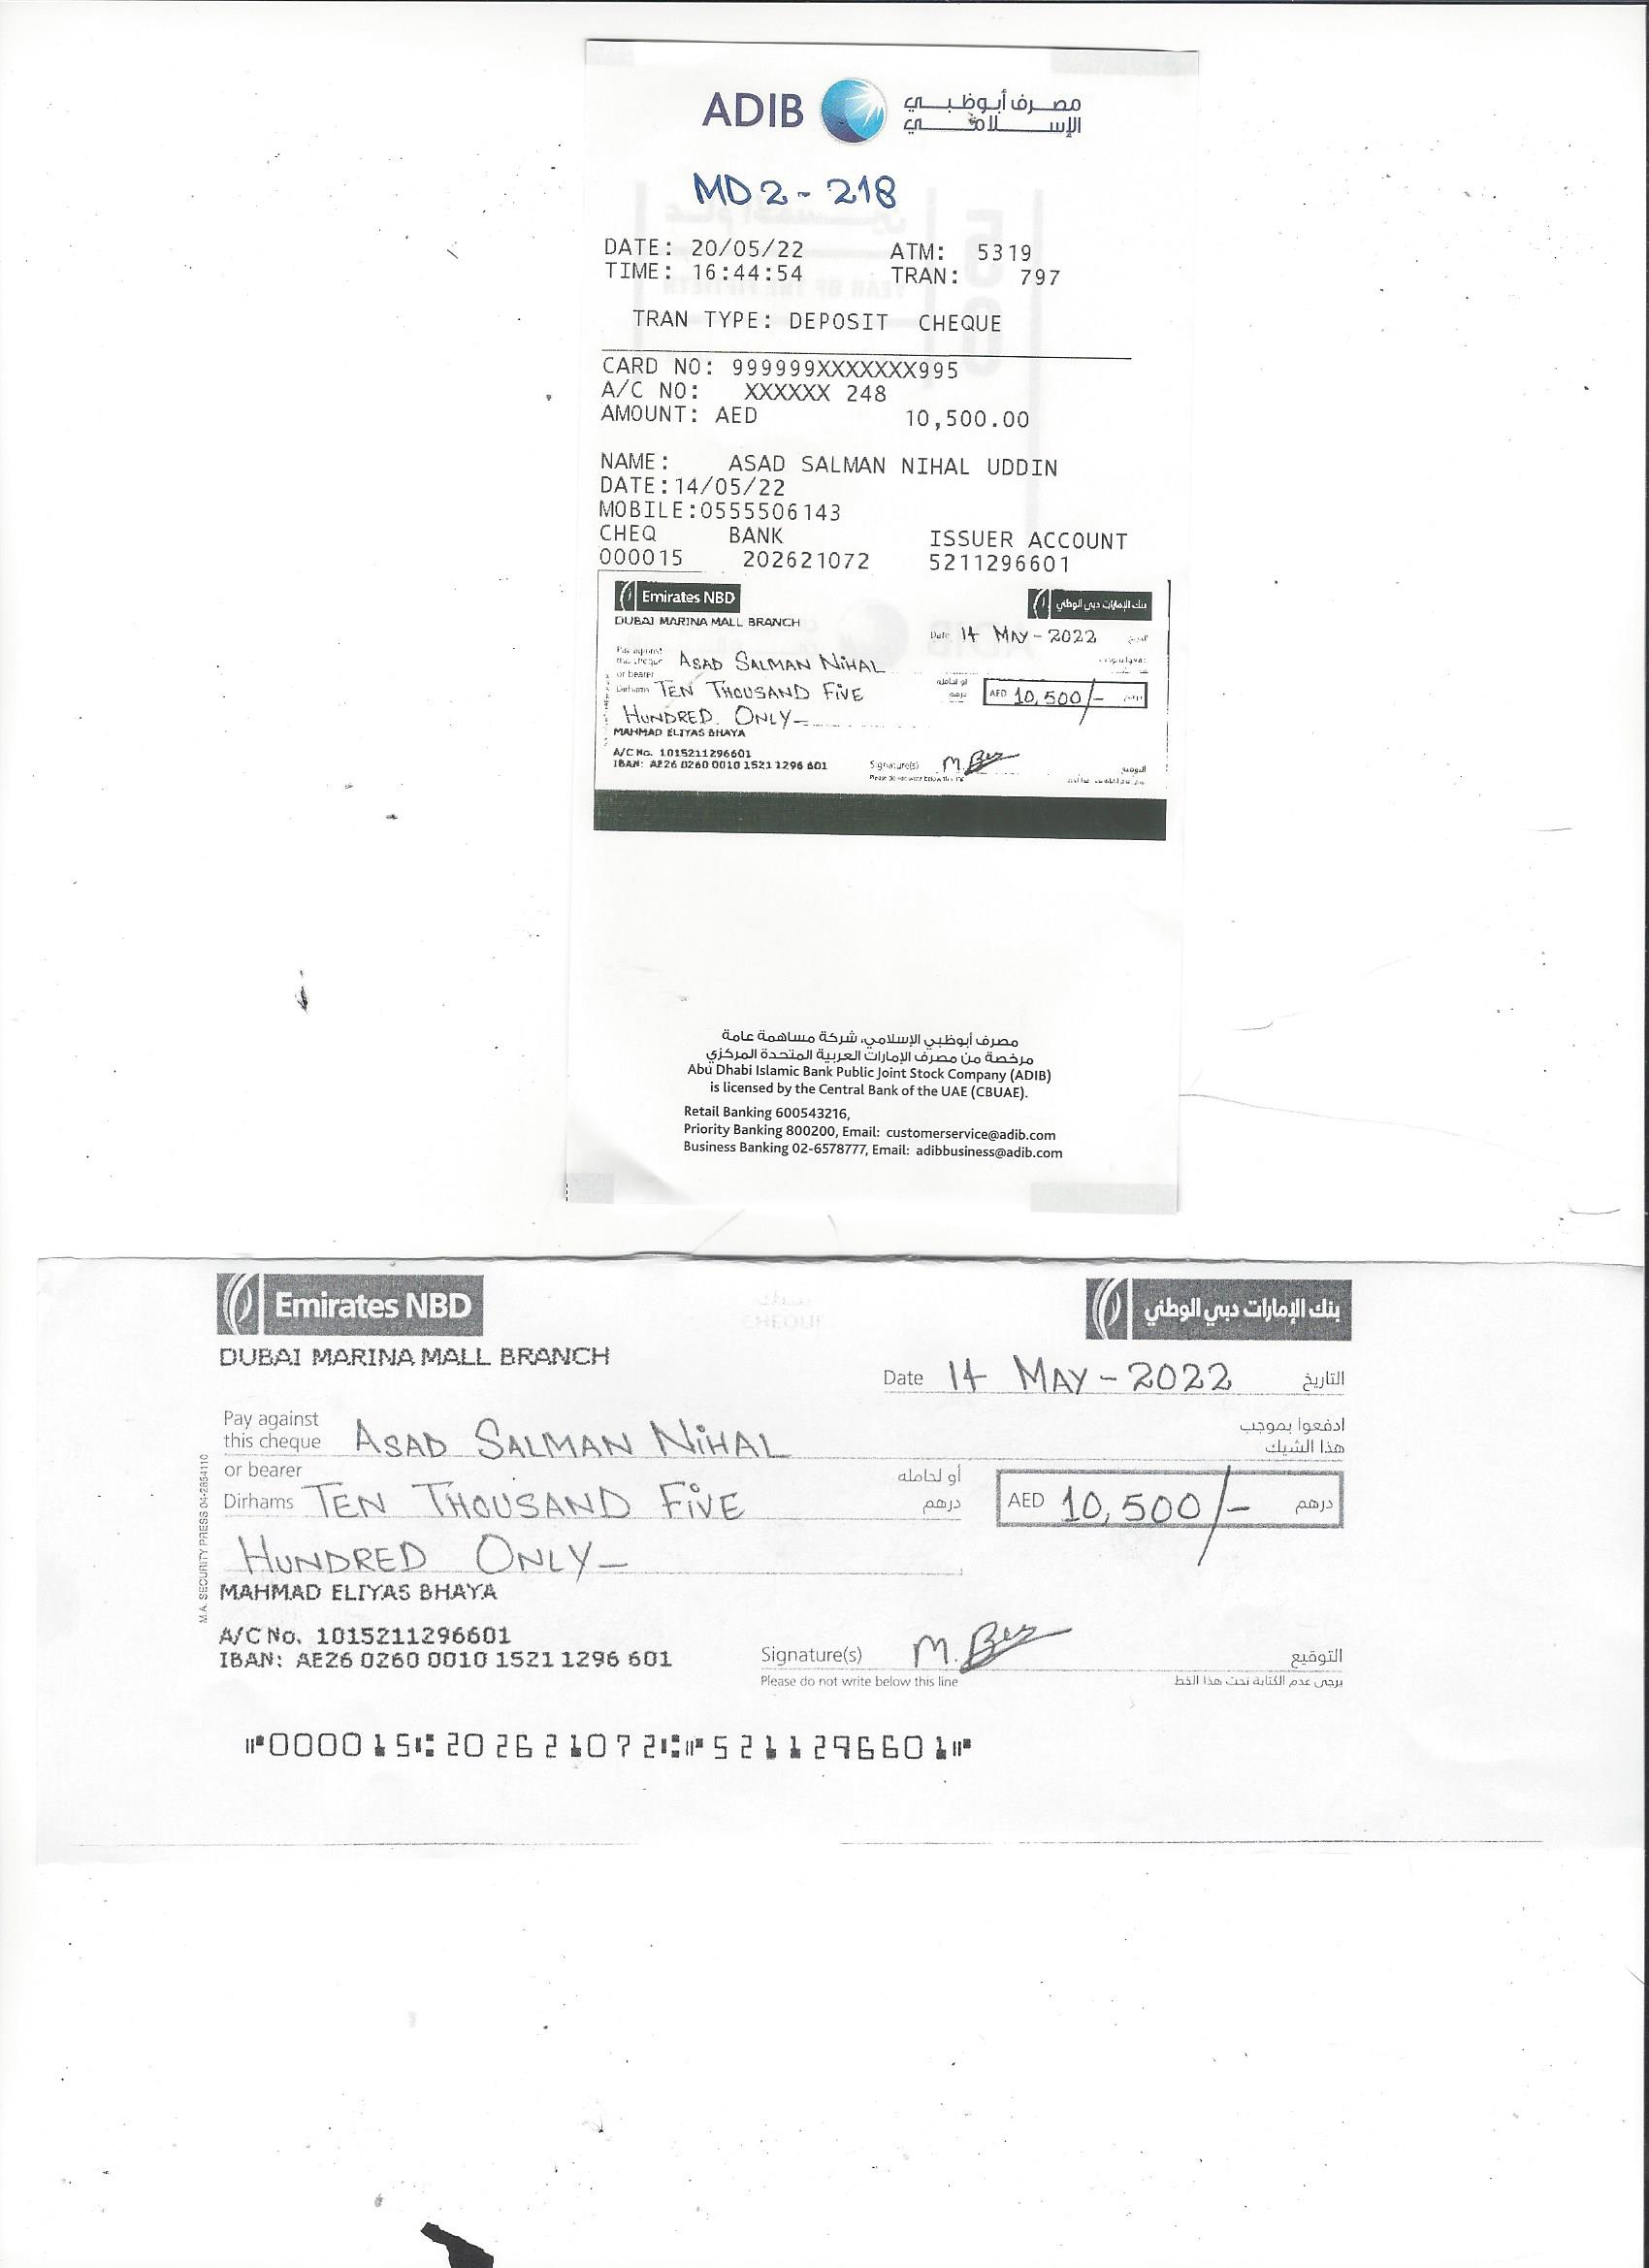 ADIB مصرف أبوظبي
الإسلامي
MD2 - 218
DATE: 20/05/22 ATM: 5319
TIME: 16:44:54 TRAN: 797
TRAN TYPE: DEPOSIT CHEQUE
CARD NO: 999999XXXXXXX995
A/C NO: XXXXXX 248
AMOUNT: AED 10,500.00
NAME: ASAD SALMAN NIHAL UDDIN
DATE:14/05/22
MOBILE:0555506143
CHEQ BANK ISSUER ACCOUNT
000015 202621072 5211296601
Emirates NBD بنك الإمارات دبي الوطني
DUBAI MARINA MALL BRANCH
Date 14 MAY - 2022
Pay against
this cheque ASAD SALMAN NIHAL
or bearer أو لحامله
Dirhams TEN THOUSAND FIVE درهم AED 10,500/-
HUNDRED ONLY-
MAHMAD ELIYAS BHAYA
A/C No. 1015211296601
IBAN: AE26 0260 0010 1521 1296 601 Signature(s) التوقيع
Please do not write below this line
مصرف أبوظبي الإسلامي، شركة مساهمة عامة
مرخصة من مصرف الإمارات العربية المتحدة المركزي
Abu Dhabi Islamic Bank Public Joint Stock Company (ADIB)
is licensed by the Central Bank of the UAE (CBUAE).
Retail Banking 600543216,
Priority Banking 800200, Email: customerservice@adib.com
Business Banking 02-6578777, Email: adibbusiness@adib.com
Emirates NBD بنك الإمارات دبي الوطني
DUBAI MARINA MALL BRANCH
Date 14 MAY - 2022 التاريخ
Pay against ادفعوا بموجب
this cheque ASAD SALMAN NIHAL هذا الشيك
or bearer أو لحامله
Dirhams TEN THOUSAND FIVE درهم AED 10,500/- درهم
HUNDRED ONLY-
MAHMAD ELIYAS BHAYA
A/C No. 1015211296601
IBAN: AE26 0260 0010 1521 1296 601 Signature(s) M. التوقيع
Please do not write below this line يرجى عدم الكتابة تحت هذا الخط
M.A. SECURITY PRESS 04-2854110
⑈000015⑆202621072⑆⑈5211296601⑈